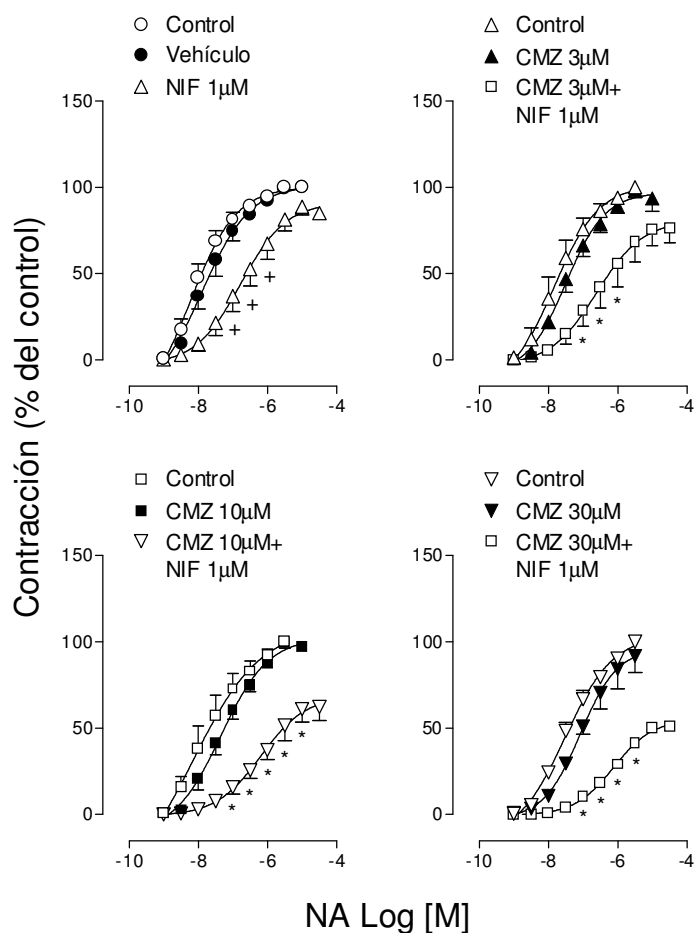 Control
Vehículo
NIF 1µM
Control
CMZ 3µM
CMZ 3µM+
NIF 1µM
150
100
50
0
-10
-8
-6
-4
+
+
+
150
100
50
0
-10
-8
-6
-4
*
*
*
Contracción (% del control)
Control
CMZ 10µM
CMZ 10µM+
NIF 1µM
Control
CMZ 30µM
CMZ 30µM+
NIF 1µM
150
100
50
0
-10
-8
-6
-4
*
*
*
*
*
150
100
50
0
-10
-8
-6
-4
*
*
*
*
NA Log [M]